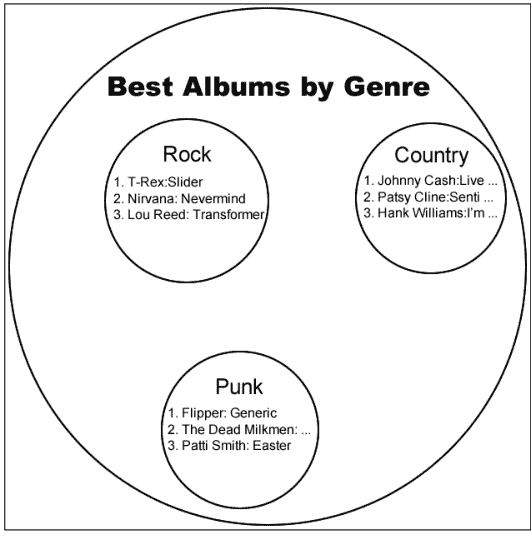 Best Albums by Genre
Rock
1. T-Rex:Slider
2. Nirvana: Nevermind
3. Lou Reed: Transformer
Country
1. Johnny Cash:Live ...
2. Patsy Cline:Senti ...
3. Hank Williams:I'm ...
Punk
1. Flipper: Generic
2. The Dead Milkmen: ...
3. Patti Smith: Easter